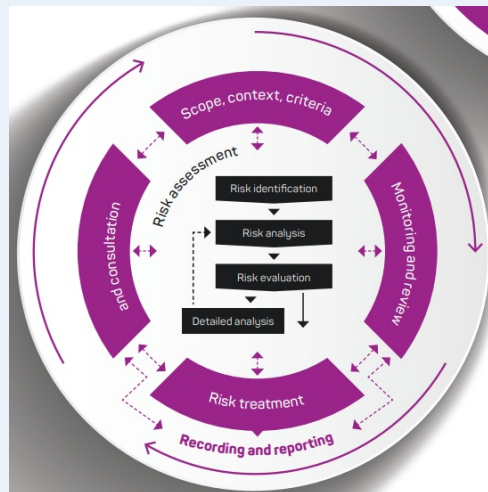 Scope, context, criteria
Risk assessment
Risk identification
Risk analysis
Risk evaluation
Detailed analysis
and consultation
Monitoring and review
Risk treatment
Recording and reporting